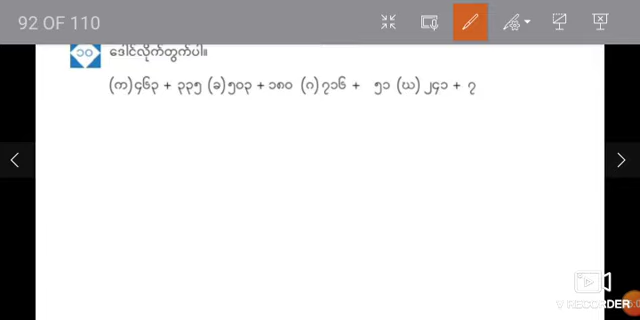 92 OF 110
၁၀ ဒေါင်လိုက်တွက်ပါ။
(က) ၄၆၃ + ၃၃၅ (ခ) ၅၀၃ + ၁၈၀ (ဂ) ၇၁၆ + ၅၁ (ဃ) ၂၄၁ + ၇
RECORDER